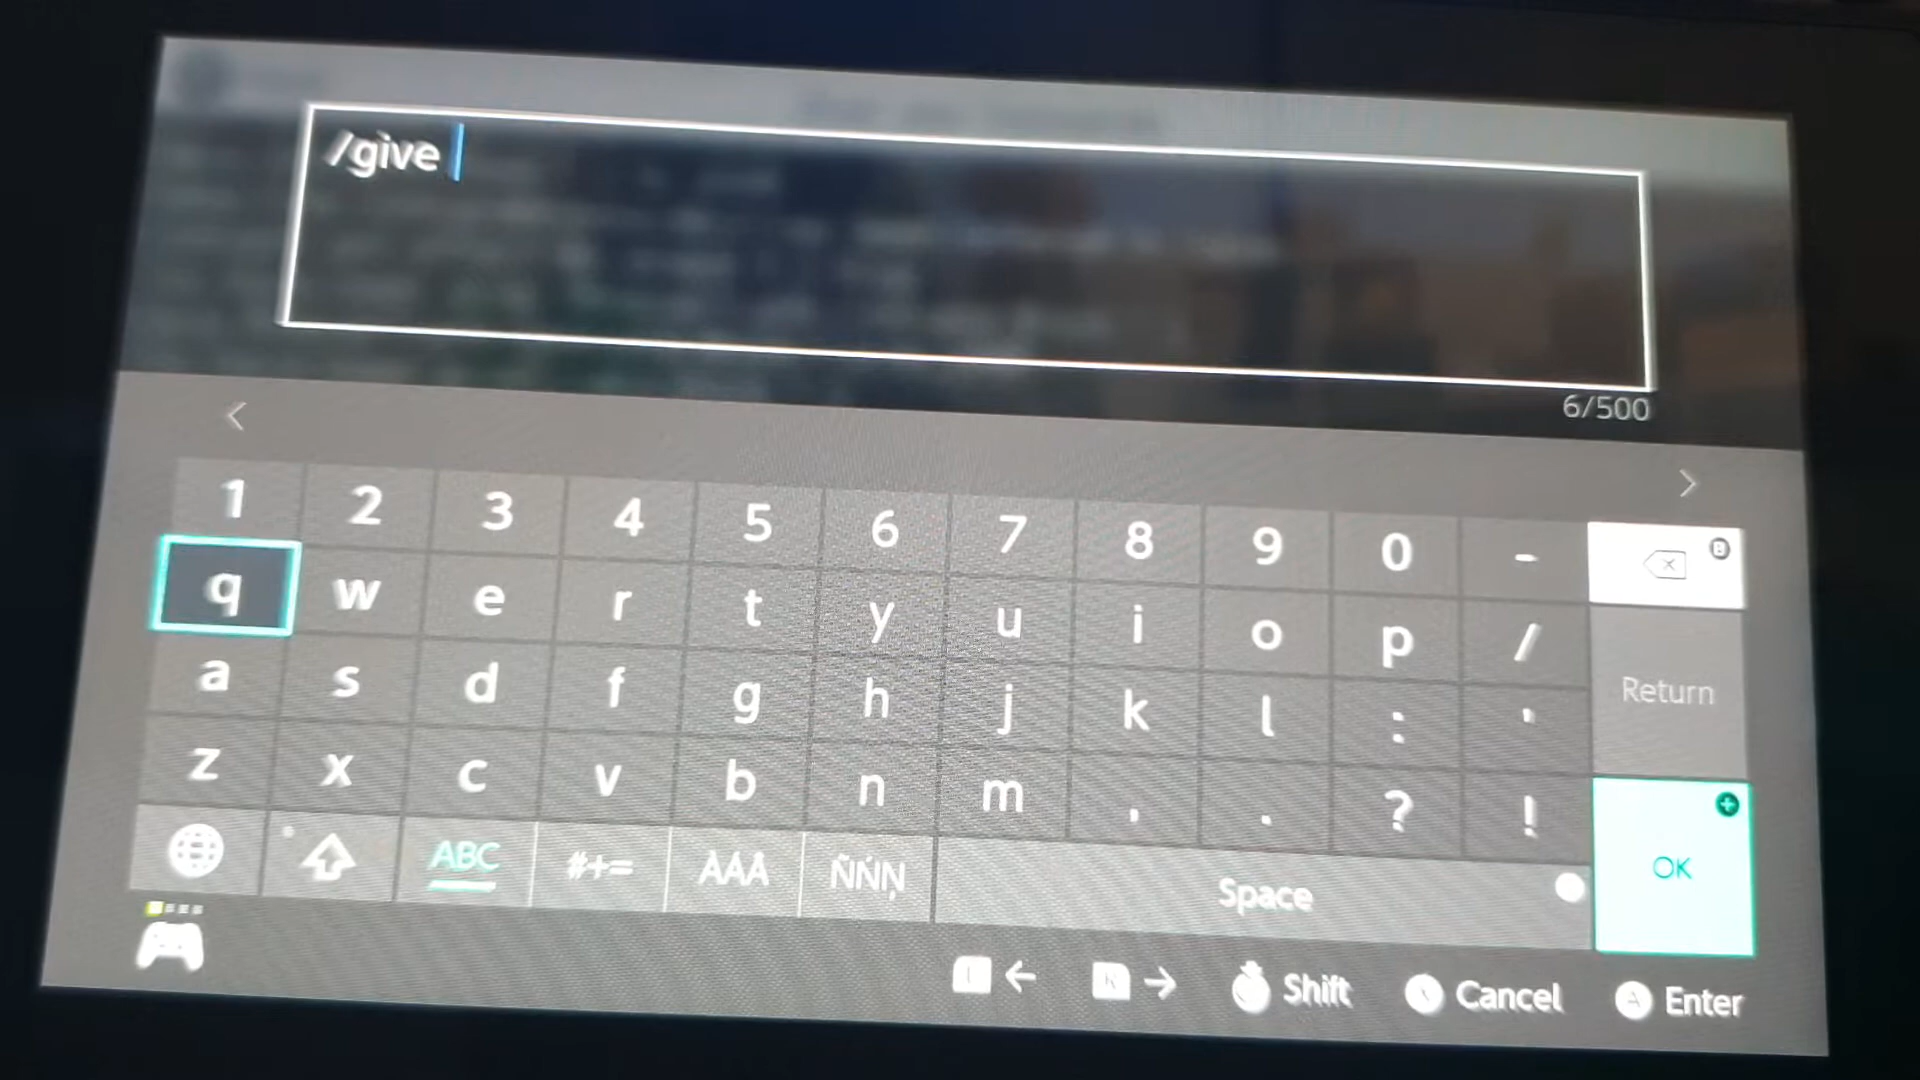 /give
6/500
1 2 3 4 5 6 7 8 9 0 -
q w e r t y u i o p /
Return
a s d f g h j k l : '
z x c v b n m , . ? !
OK
ABC #+= ÀÁÂ ÑŃŅ Space
Shift Cancel A Enter